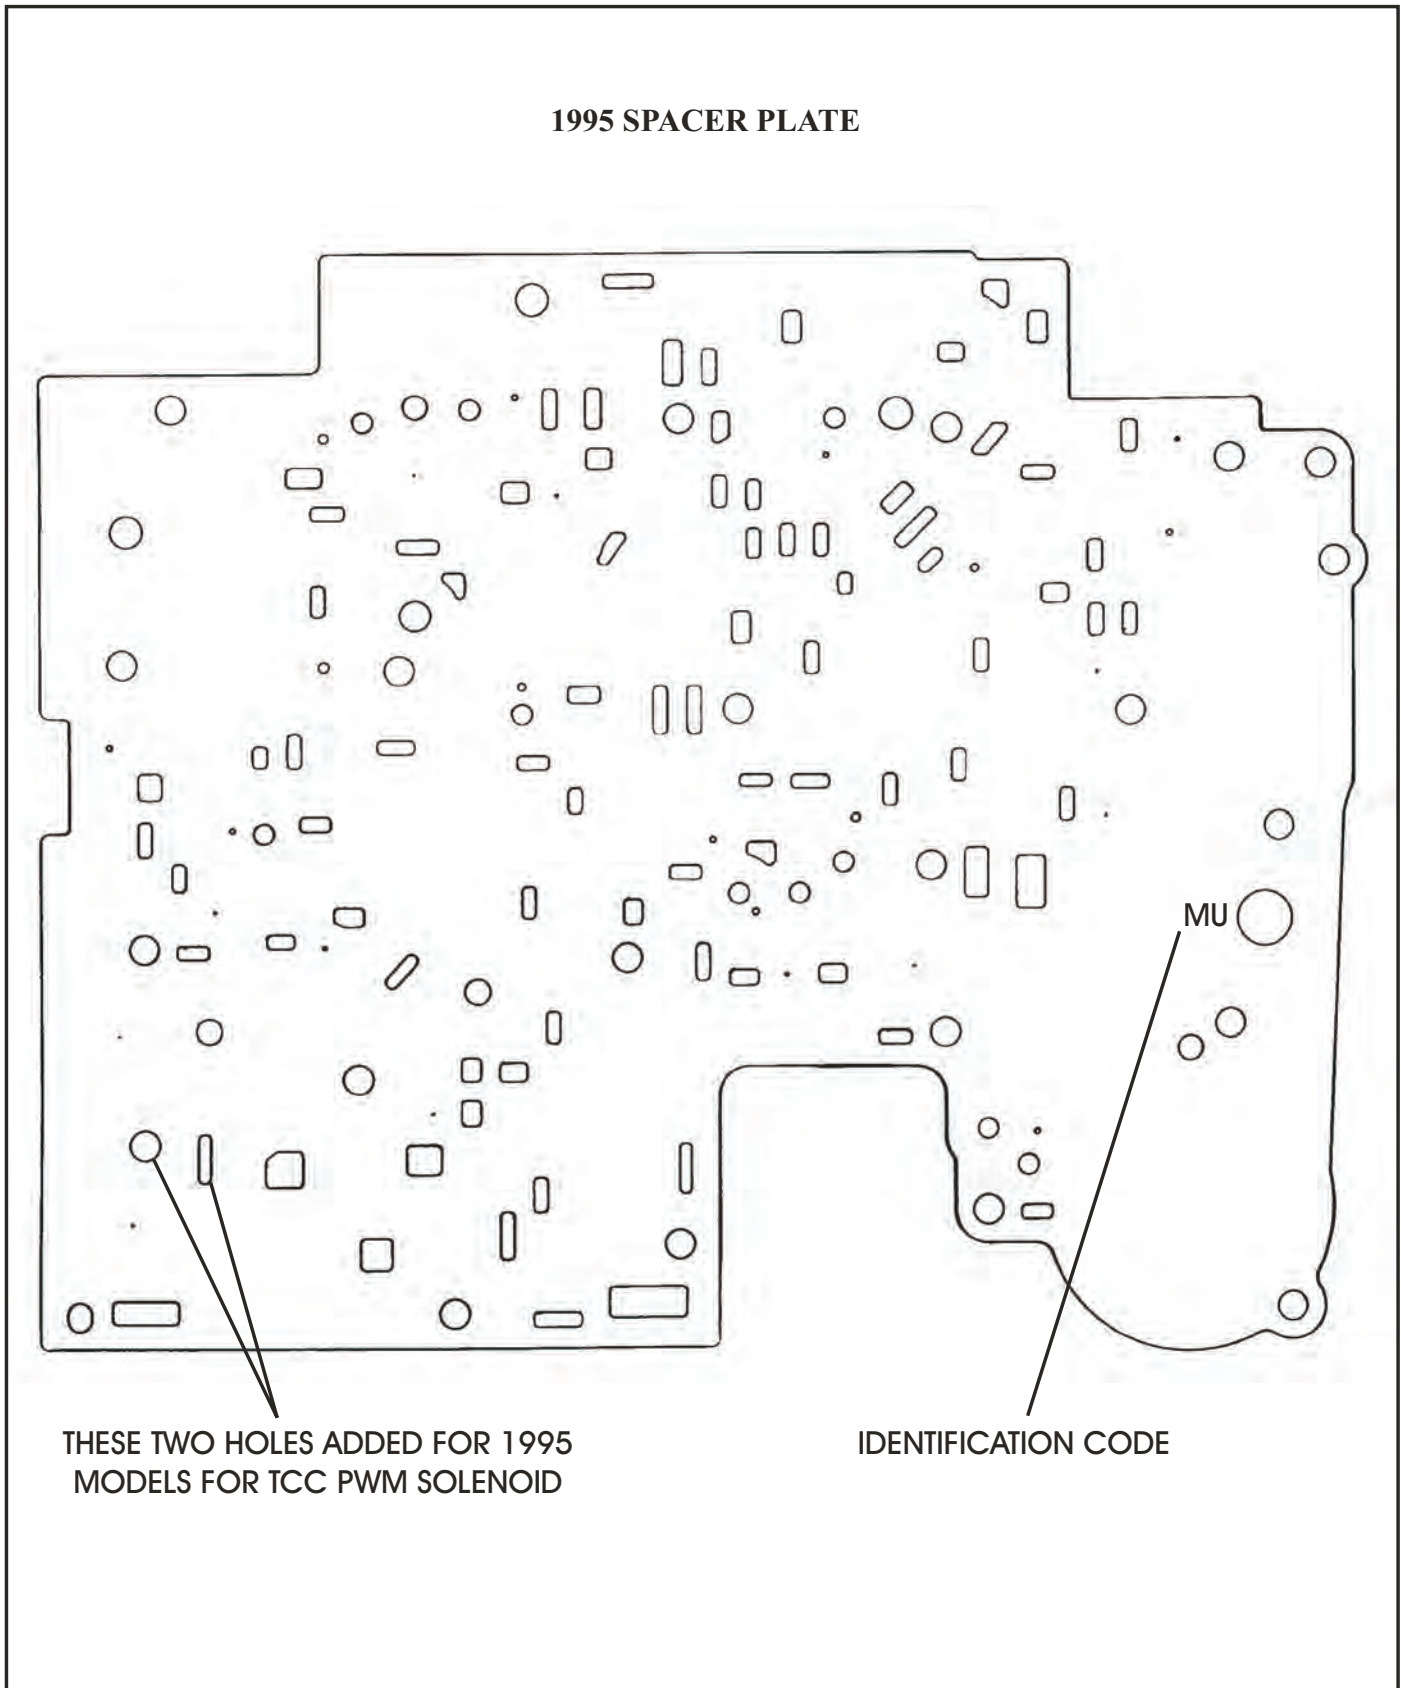 1995 SPACER PLATE
MU
THESE TWO HOLES ADDED FOR 1995
MODELS FOR TCC PWM SOLENOID
IDENTIFICATION CODE